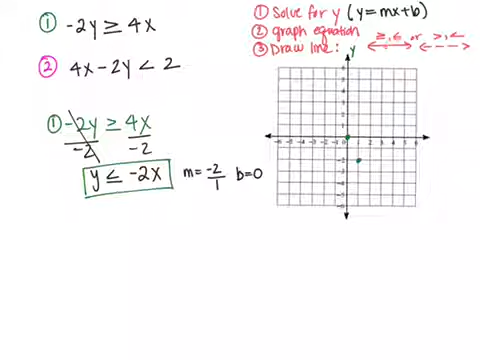 ① -2y ≥ 4x
② 4x - 2y < 2
① Solve for y (y = mx + b)
② graph equation ≥, ≤ or >, <
③ Draw line:
y
① -2y ≥ 4x
-2 -2
y ≤ -2x m = -2/1 b = 0